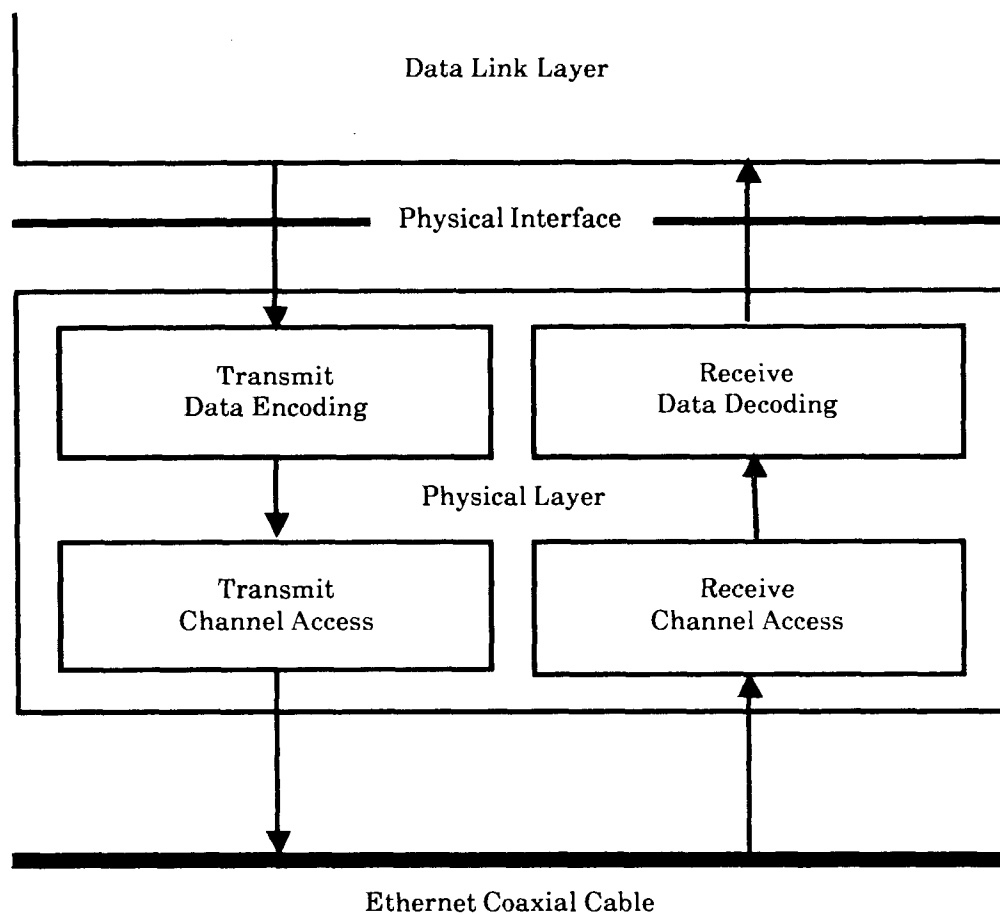 Data Link Layer
Physical Interface
Transmit
Data Encoding
Receive
Data Decoding
Physical Layer
Transmit
Channel Access
Receive
Channel Access
Ethernet Coaxial Cable